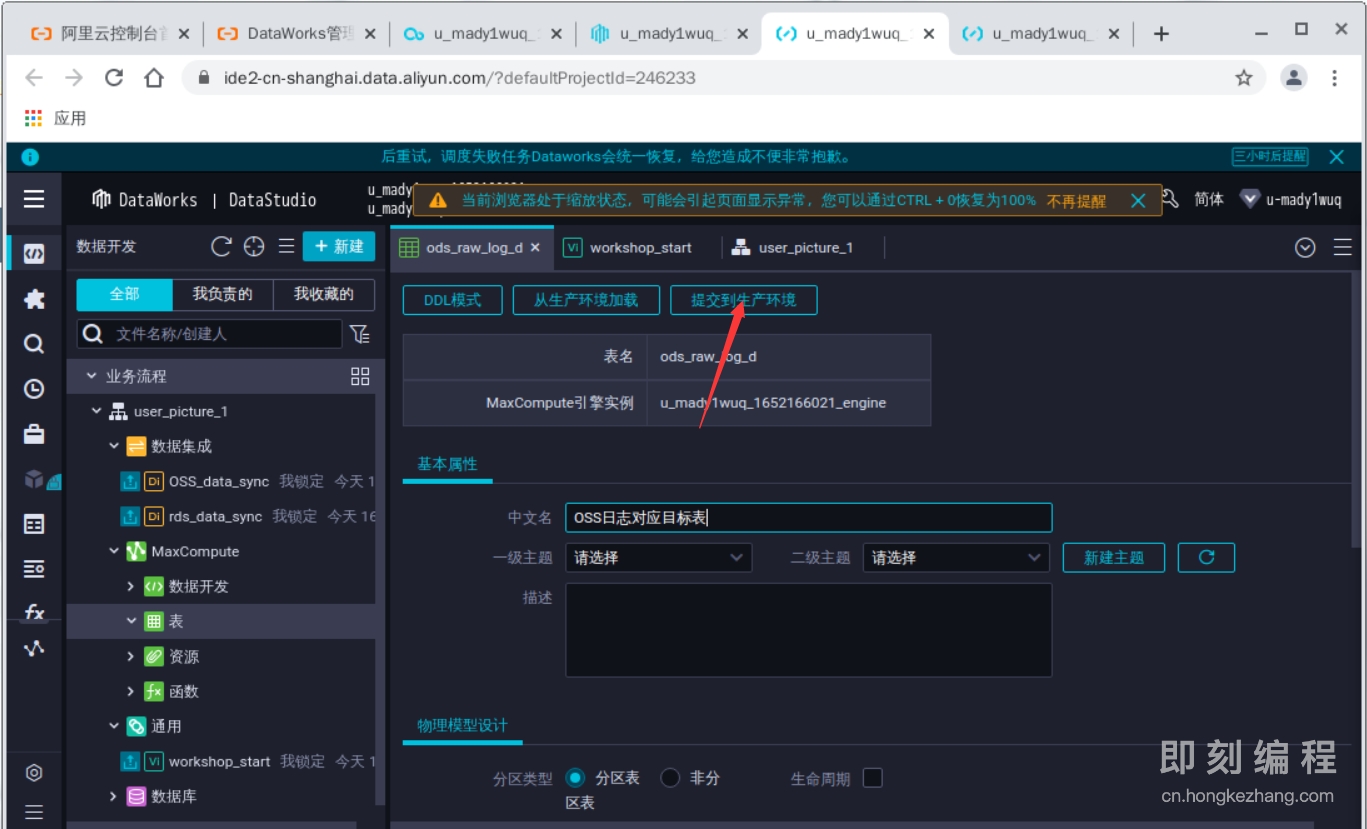 阿里云控制台
DataWorks管理
u_mady1wuq_
u_mady1wuq_
u_mady1wuq_
u_mady1wuq_
ide2-cn-shanghai.data.aliyun.com/?defaultProjectId=246233
应用
后重试，调度失败任务Dataworks会统一恢复，给您造成不便非常抱歉。
三小时后提醒
DataWorks | DataStudio
u_mady
u_mady
当前浏览器处于缩放状态，可能会引起页面显示异常，您可以通过CTRL + 0恢复为100% 不再提醒
简体
u-mady1wuq
数据开发
+ 新建
ods_raw_log_d
VI workshop_start
user_picture_1
全部 我负责的 我收藏的
DDL模式 从生产环境加载 提交到生产环境
文件名称/创建人
表名 ods_raw_log_d
业务流程
MaxCompute引擎实例 u_mady1wuq_1652166021_engine
user_picture_1
数据集成
基本属性
Di OSS_data_sync 我锁定 今天 1
Di rds_data_sync 我锁定 今天 16
中文名 OSS日志对应目标表
MaxCompute
一级主题 请选择 二级主题 请选择 新建主题
数据开发
描述
fx
表
资源
fx 函数
通用
物理模型设计
VI workshop_start 我锁定 今天 1
分区类型 分区表 非分
区表
生命周期
数据库
即刻编程
cn.hongkezhang.com